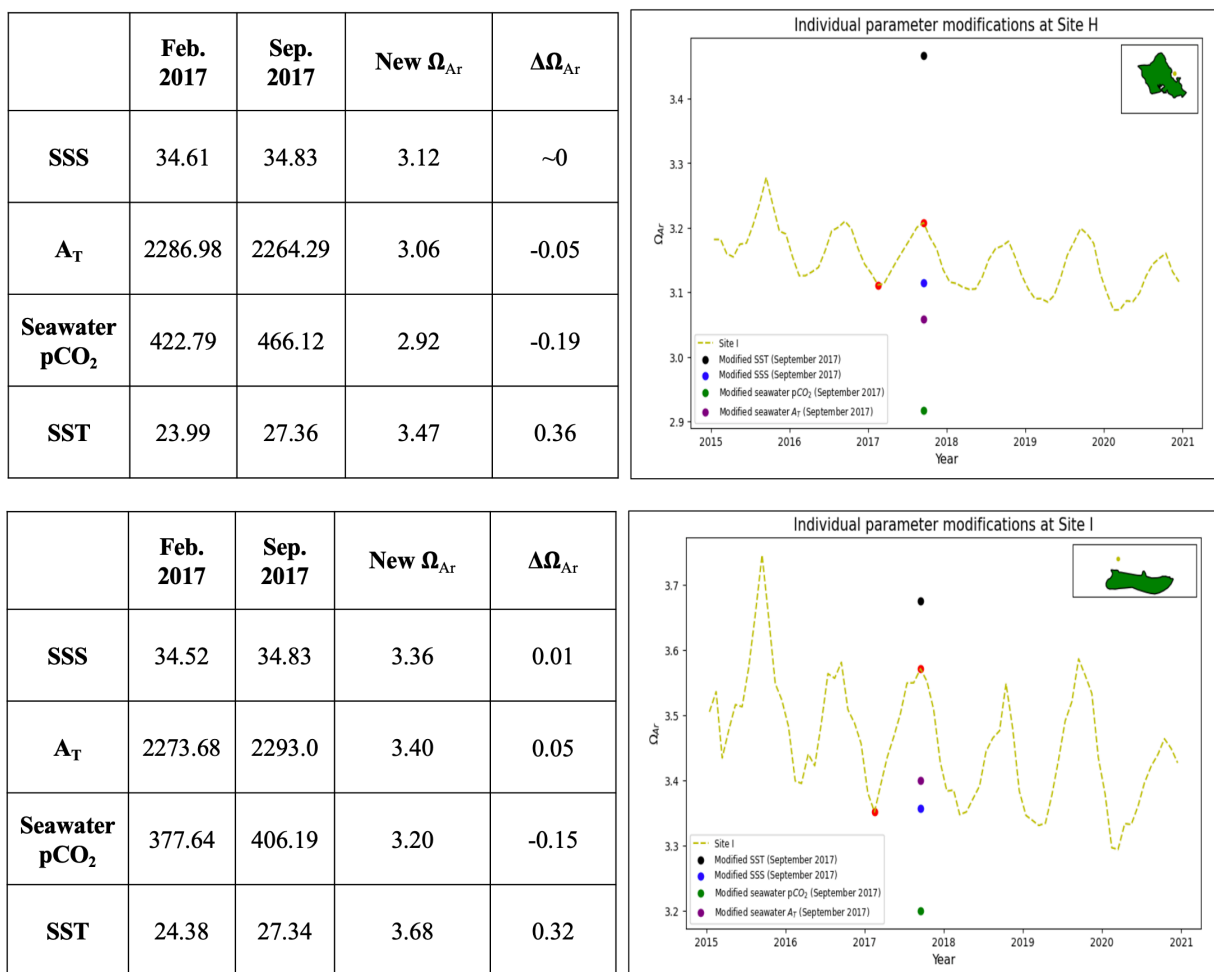 Feb. 2017 Sep. 2017 New ΩAr ΔΩAr
SSS 34.61 34.83 3.12 ~0
AT 2286.98 2264.29 3.06 -0.05
Seawater pCO2 422.79 466.12 2.92 -0.19
SST 23.99 27.36 3.47 0.36
Individual parameter modifications at Site H
3.4
3.3
3.2
3.1
3.0
2.9
ΩAr
Site I
Modified SST (September 2017)
Modified SSS (September 2017)
Modified seawater pCO2 (September 2017)
Modified seawater AT (September 2017)
2015 2016 2017 2018 2019 2020 2021
Year
Feb. 2017 Sep. 2017 New ΩAr ΔΩAr
SSS 34.52 34.83 3.36 0.01
AT 2273.68 2293.0 3.40 0.05
Seawater pCO2 377.64 406.19 3.20 -0.15
SST 24.38 27.34 3.68 0.32
Individual parameter modifications at Site I
3.7
3.6
3.5
3.4
3.3
3.2
ΩAr
Site I
Modified SST (September 2017)
Modified SSS (September 2017)
Modified seawater pCO2 (September 2017)
Modified seawater AT (September 2017)
2015 2016 2017 2018 2019 2020 2021
Year